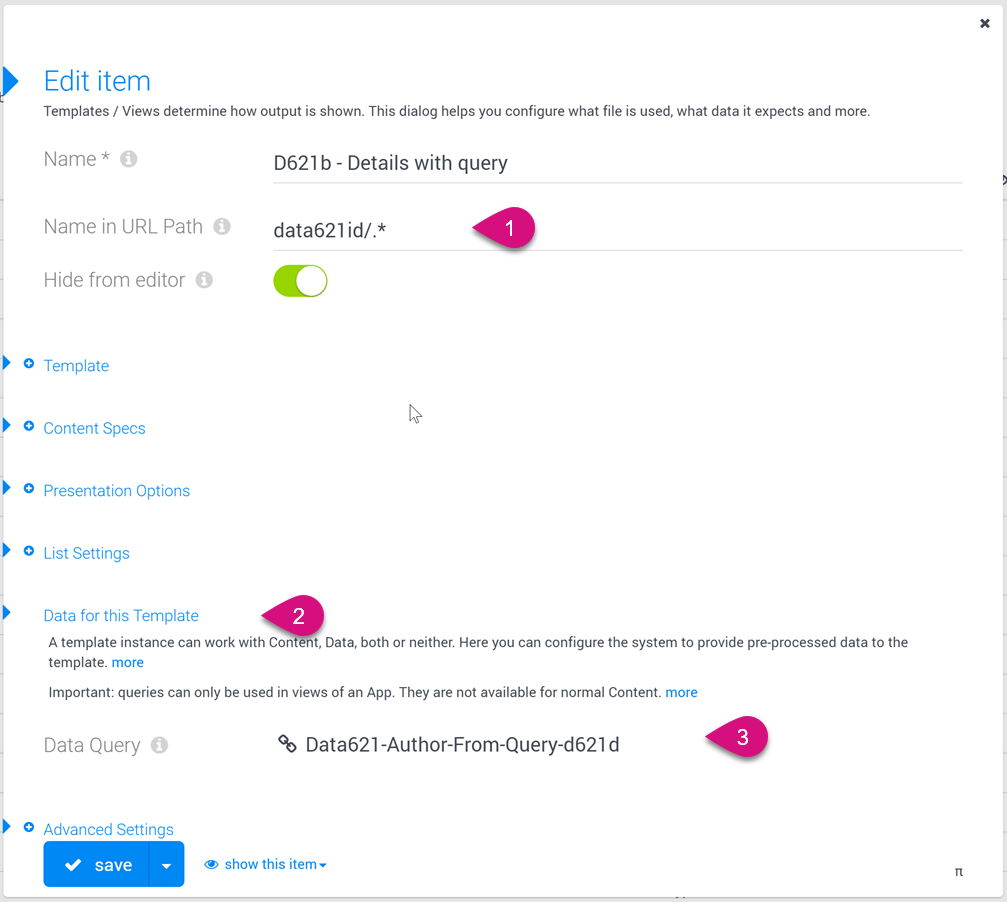 Edit item
Templates / Views determine how output is shown. This dialog helps you configure what file is used, what data it expects and more.
Name *
D621b - Details with query
Name in URL Path
data621id/.*
1
Hide from editor
Template
Content Specs
Presentation Options
List Settings
Data for this Template
2
A template instance can work with Content, Data, both or neither. Here you can configure the system to provide pre-processed data to the
template. more
Important: queries can only be used in views of an App. They are not available for normal Content. more
Data Query
Data621-Author-From-Query-d621d
3
Advanced Settings
save
show this item
π